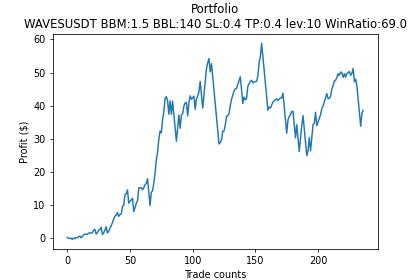 Portfolio
WAVESUSDT BBM:1.5 BBL:140 SL:0.4 TP:0.4 lev:10 WinRatio:69.0
60
50
40
30
20
10
0
Profit ($)
0 50 100 150 200
Trade counts